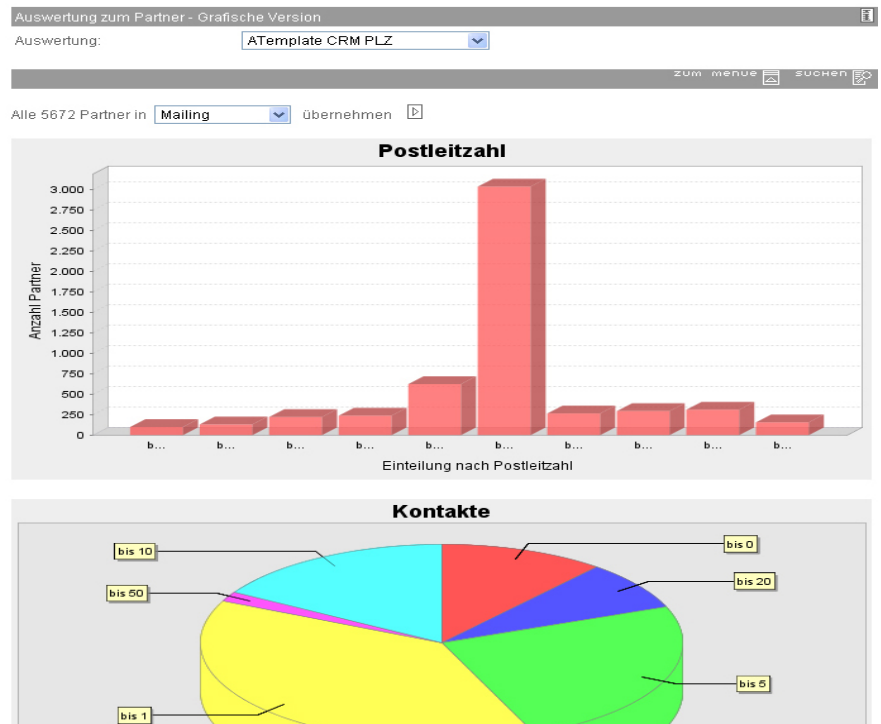 Auswertung zum Partner - Grafische Version
Auswertung: ATemplate CRM PLZ
zum menue suchen
Alle 5672 Partner in Mailing übernehmen
Postleitzahl
3.000
2.750
2.500
2.250
2.000
1.750
1.500
1.250
1.000
750
500
250
0
Anzahl Partner
b... b... b... b... b... b... b... b... b... b...
Einteilung nach Postleitzahl
Kontakte
bis 10
bis 0
bis 20
bis 50
bis 5
bis 1